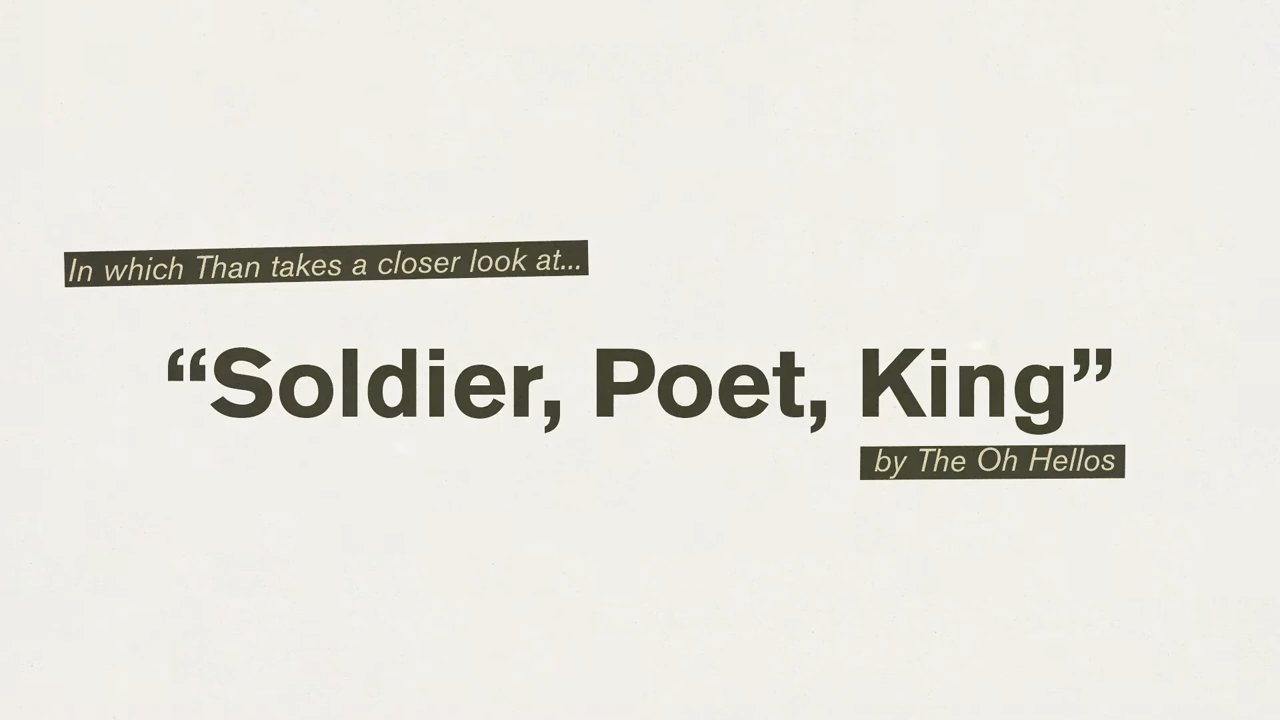 In which Than takes a closer look at...
“Soldier, Poet, King”
by The Oh Hellos